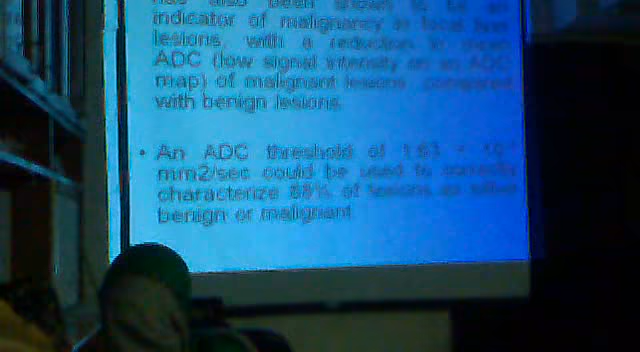 has also been shown to be
indicator of malignancy in focal liver
lesions, with a reduction in mean
ADC (low signal intensity on an ADC
map) of malignant lesions compared
with benign lesions
• An ADC threshold of 1.63 ×
mm2/sec could be used to correctly
characterize 88% of lesions as either
benign or malignant